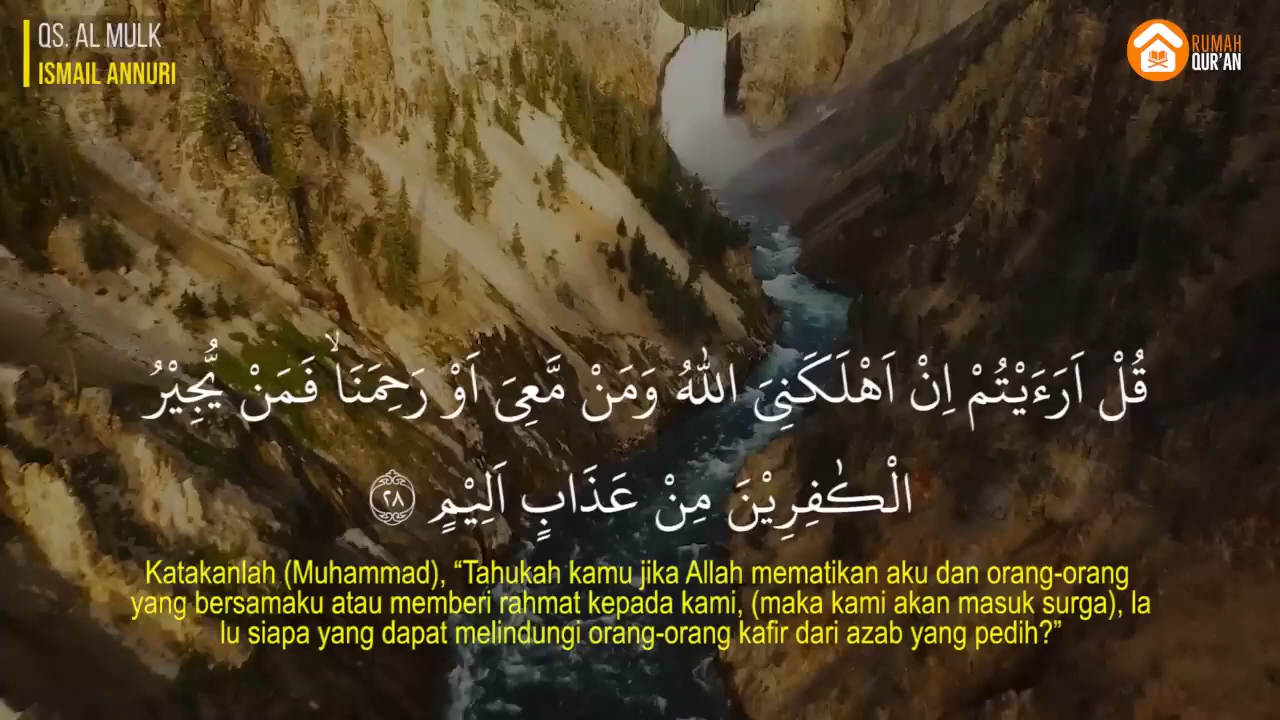 QS. AL MULK
ISMAIL ANNURI
RUMAH
QUR'AN
قُلْ اَرَءَيْتُمْ اِنْ اَهْلَكَنِىَ اللّٰهُ وَمَنْ مَّعِىَ اَوْ رَحِمَنَاۙ فَمَنْ يُّجِيْرُ
الْكٰفِرِيْنَ مِنْ عَذَابٍ اَلِيْمٍ ٢٨
Katakanlah (Muhammad), “Tahukah kamu jika Allah mematikan aku dan orang-orang
yang bersamaku atau memberi rahmat kepada kami, (maka kami akan masuk surga), la
lu siapa yang dapat melindungi orang-orang kafir dari azab yang pedih?”